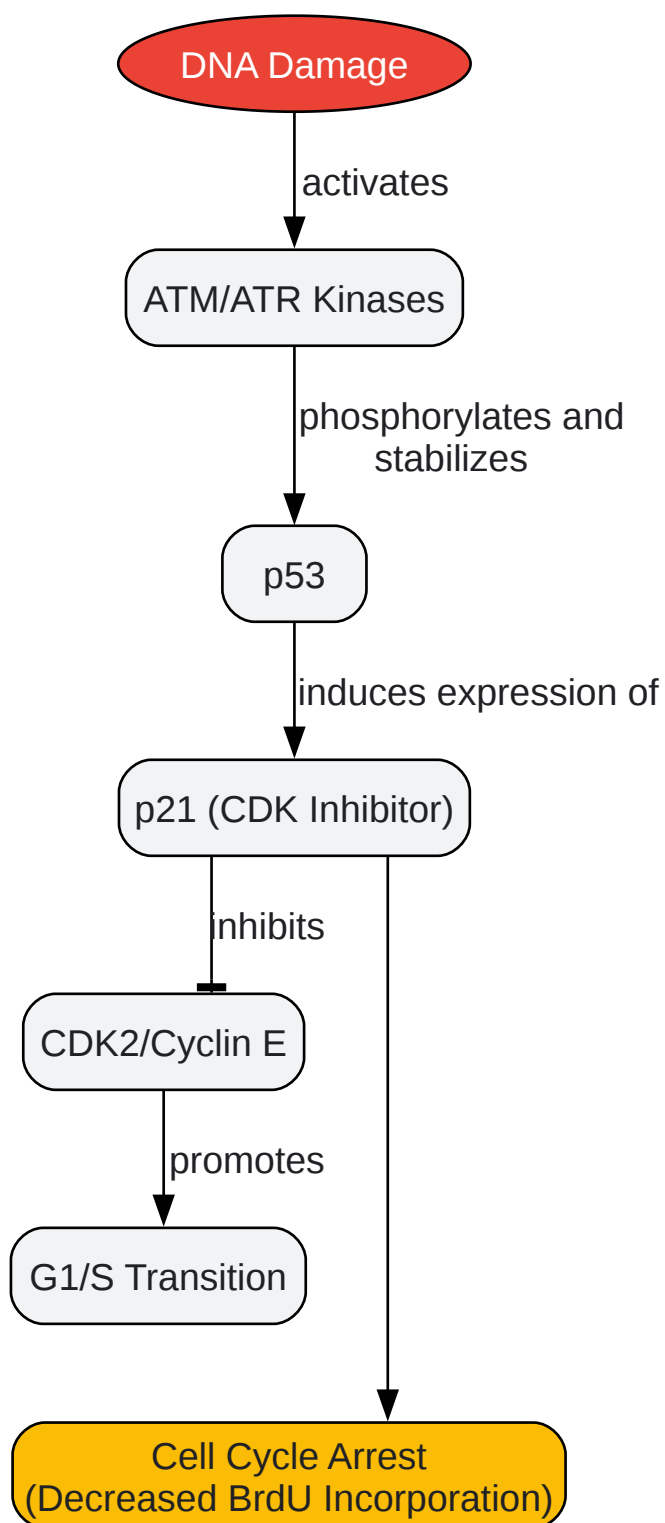 DNA Damage
activates
ATM/ATR Kinases
phosphorylates and
stabilizes
p53
induces expression of
p21 (CDK Inhibitor)
inhibits
CDK2/Cyclin E
promotes
G1/S Transition
Cell Cycle Arrest
(Decreased BrdU Incorporation)